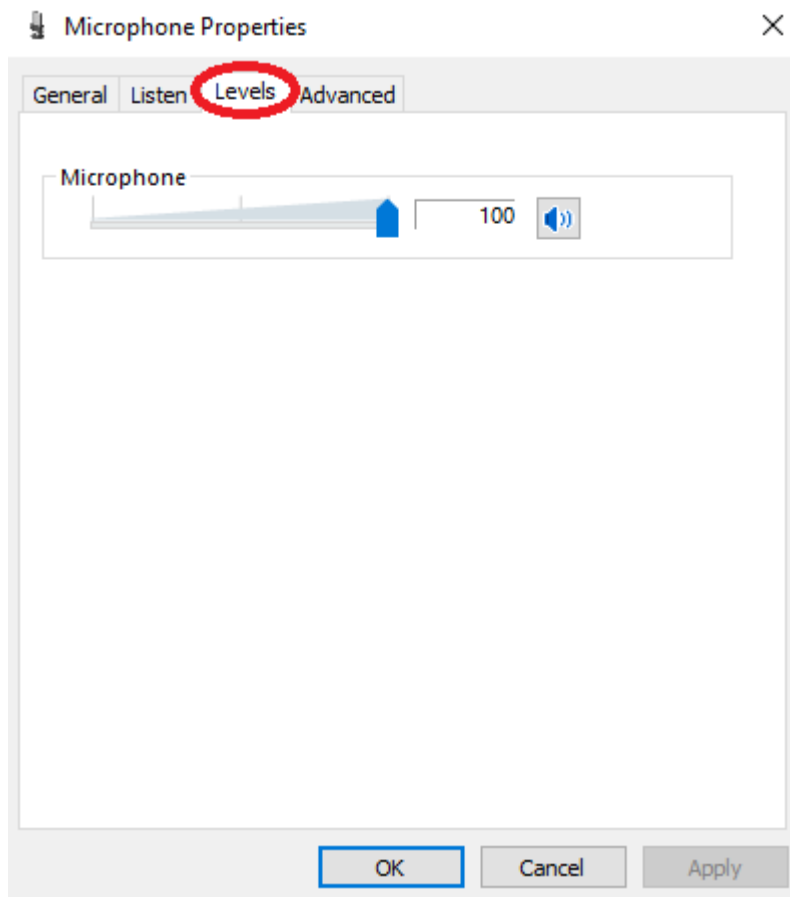 Microphone Properties
General Listen Levels Advanced
Microphone
100
OK Cancel Apply